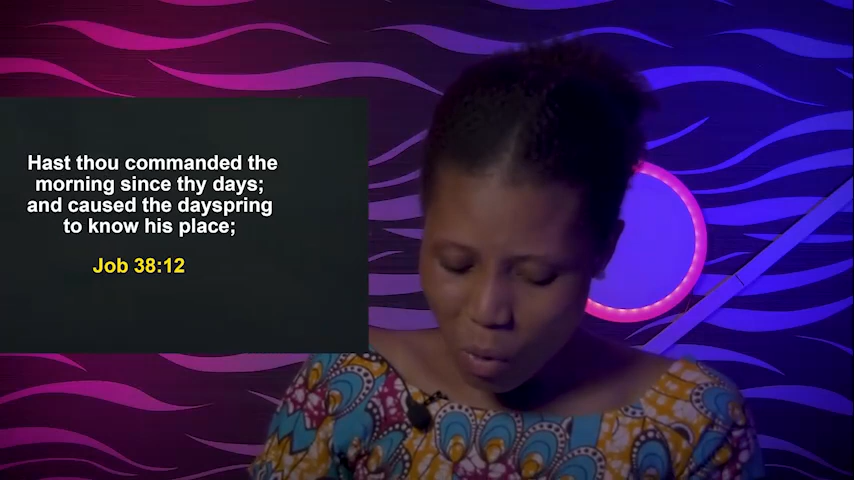 Hast thou commanded the
morning since thy days;
and caused the dayspring
to know his place;
Job 38:12